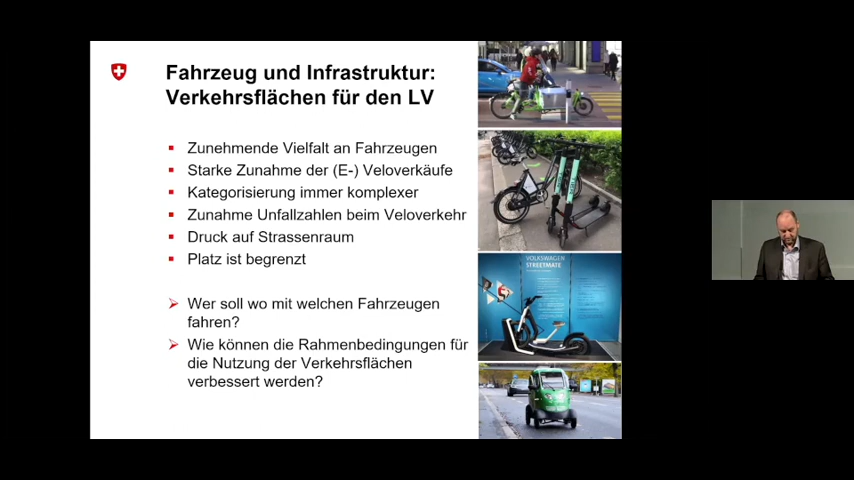 Fahrzeug und Infrastruktur:
Verkehrsflächen für den LV
Zunehmende Vielfalt an Fahrzeugen
Starke Zunahme der (E-) Veloverkäufe
Kategorisierung immer komplexer
Zunahme Unfallzahlen beim Veloverkehr
Druck auf Strassenraum
Platz ist begrenzt
Wer soll wo mit welchen Fahrzeugen
fahren?
Wie können die Rahmenbedingungen für
die Nutzung der Verkehrsflächen
verbessert werden?
VOLKSWAGEN
STREETMATE